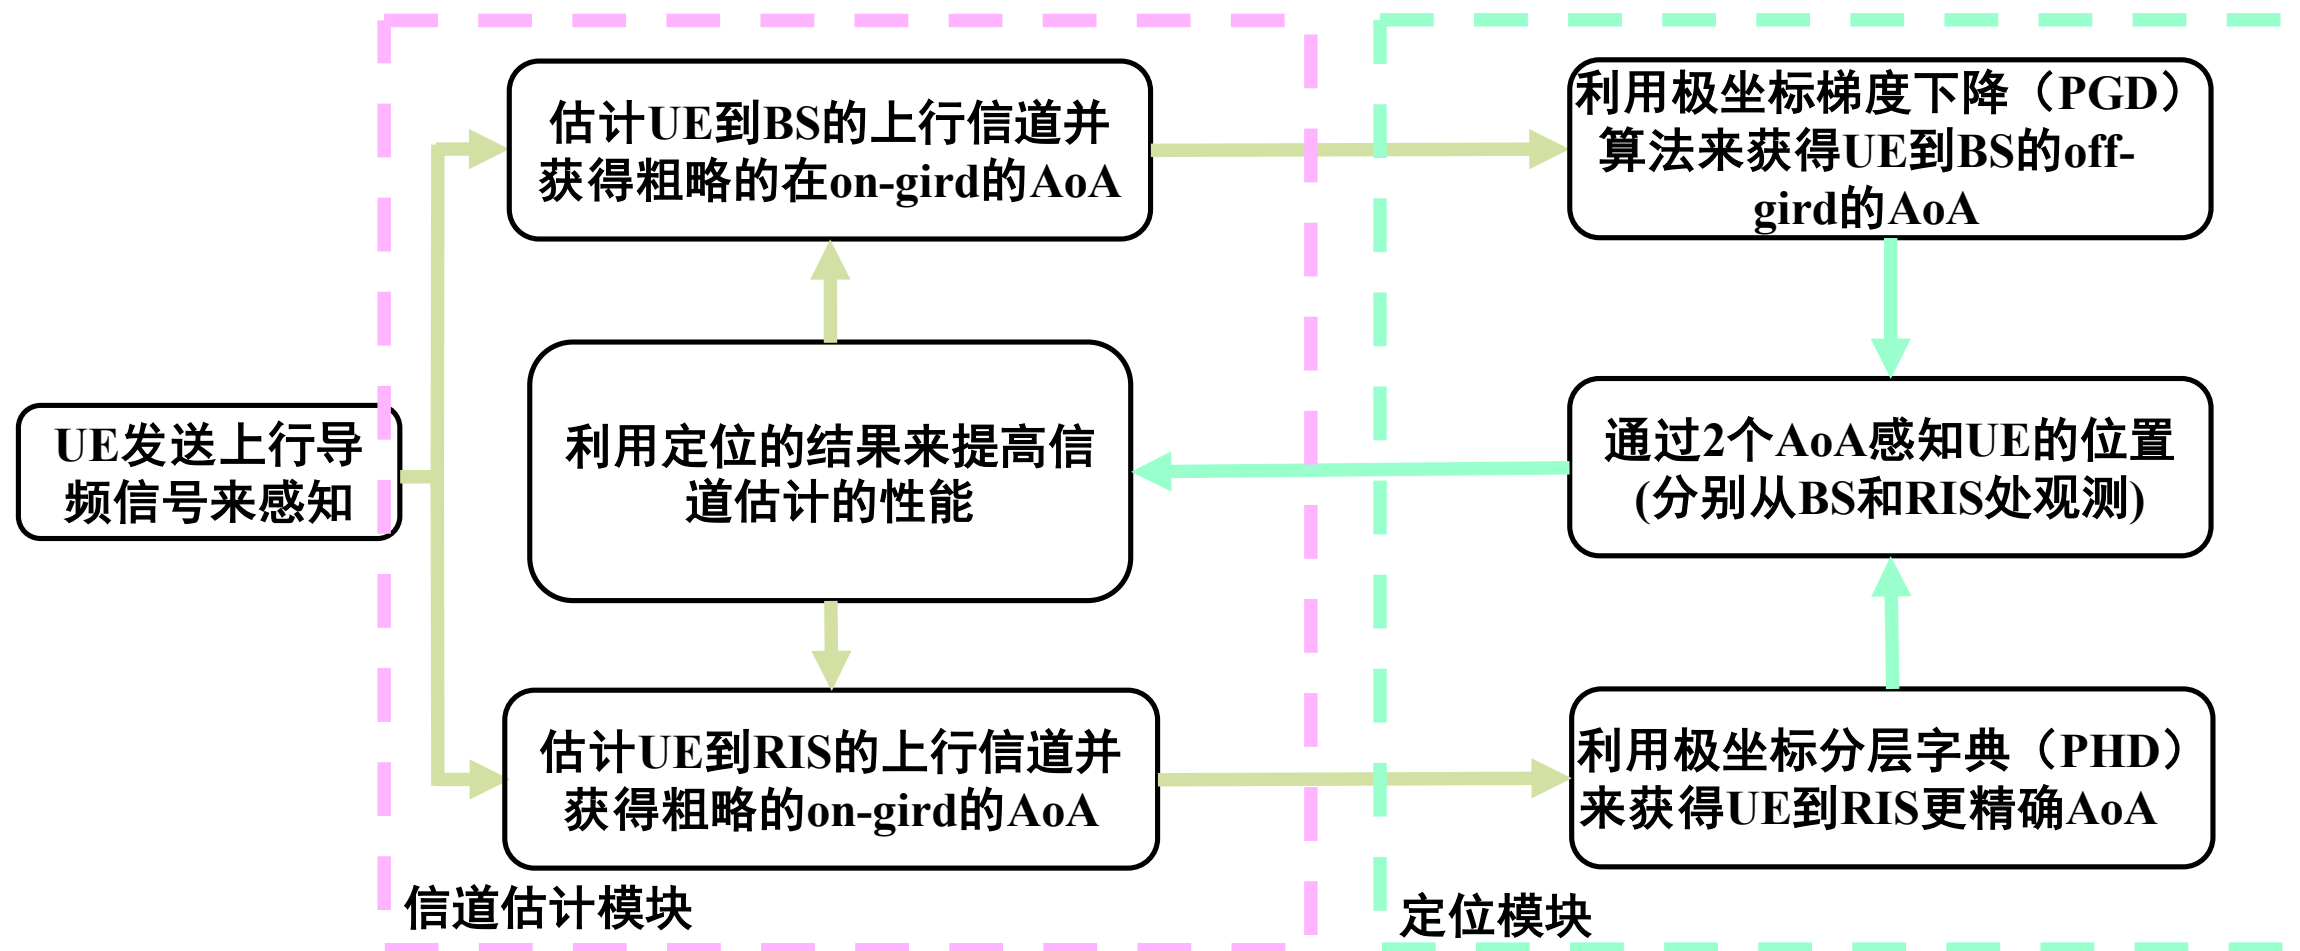 估计UE到BS的上行信道并
获得粗略的在on-gird的AoA
利用极坐标梯度下降（PGD）
算法来获得UE到BS的off-
gird的AoA
UE发送上行导
频信号来感知
利用定位的结果来提高信
道估计的性能
通过2个AoA感知UE的位置
(分别从BS和RIS处观测)
估计UE到RIS的上行信道并
获得粗略的on-gird的AoA
利用极坐标分层字典（PHD）
来获得UE到RIS更精确AoA
信道估计模块
定位模块